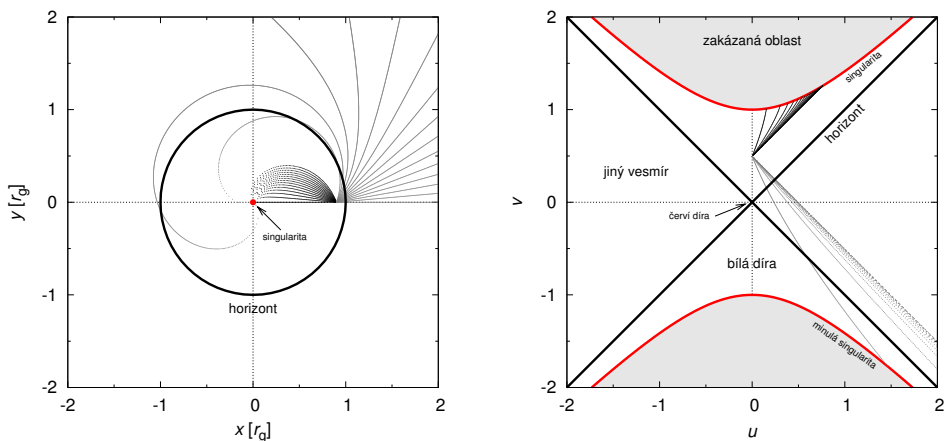 2
1
0
-1
-2
-2
-1
0
1
2
y [rg]
x [rg]
singularita
horizont
2
1
0
-1
-2
-2
-1
0
1
2
v
u
zakázaná oblast
singularita
horizont
jiný vesmír
červí díra
bílá díra
minulá singularita